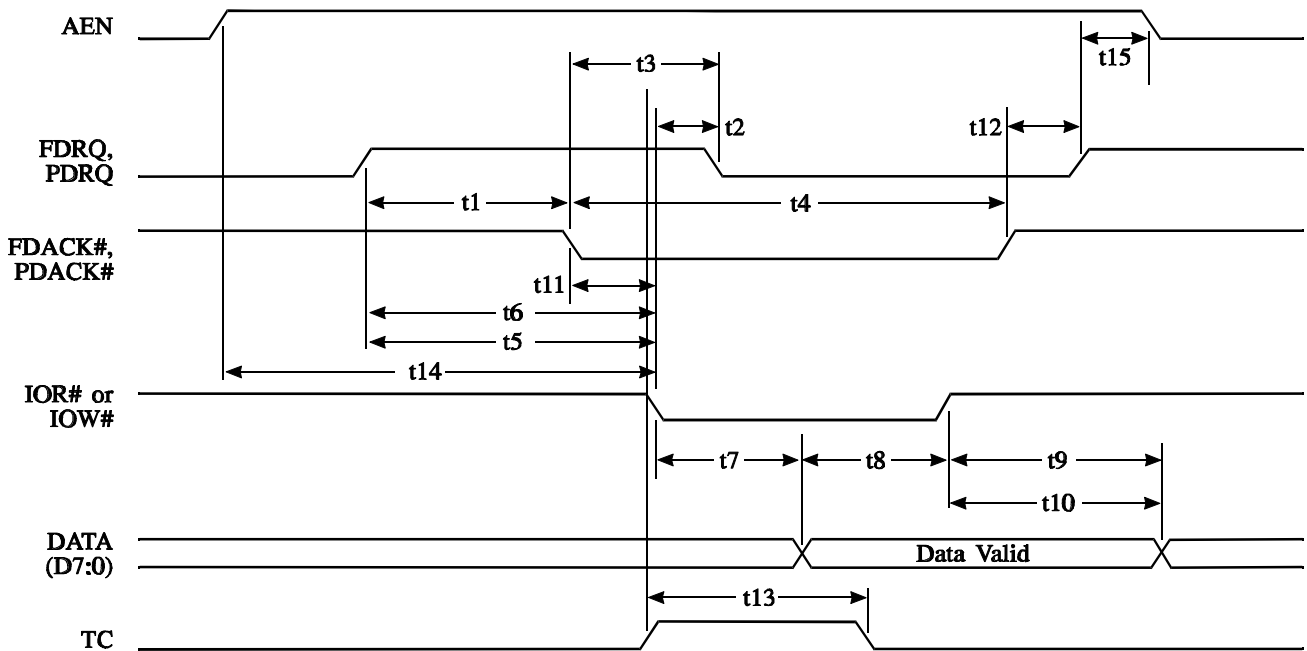 AEN
t15
t3
t2
t12
FDRQ,
PDRQ
t1
t4
FDACK#,
PDACK#
t11
t6
t5
t14
IOR# or
IOW#
t7
t8
t9
t10
DATA
(D7:0)
Data Valid
t13
TC